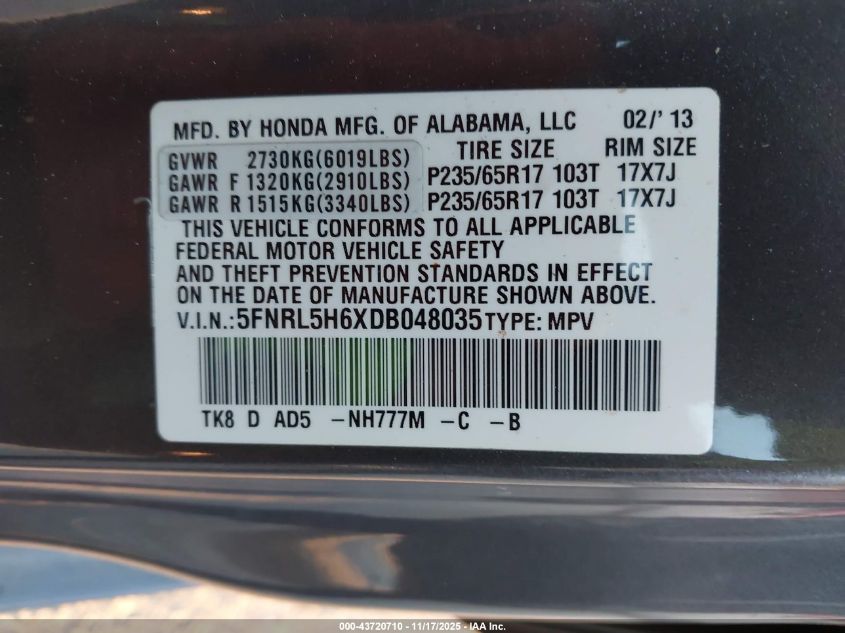 MFD. BY HONDA MFG. OF ALABAMA, LLC 02/'13
GVWR 2730KG(6019LBS) TIRE SIZE RIM SIZE
GAWR F 1320KG(2910LBS) P235/65R17 103T 17X7J
GAWR R 1515KG(3340LBS) P235/65R17 103T 17X7J
THIS VEHICLE CONFORMS TO ALL APPLICABLE
FEDERAL MOTOR VEHICLE SAFETY
AND THEFT PREVENTION STANDARDS IN EFFECT
ON THE DATE OF MANUFACTURE SHOWN ABOVE.
V.I.N.:5FNRL5H6XDB048035 TYPE: MPV
TK8 D AD5 -NH777M -C -B
000-43720710 - 11/17/2025 - IAA Inc.